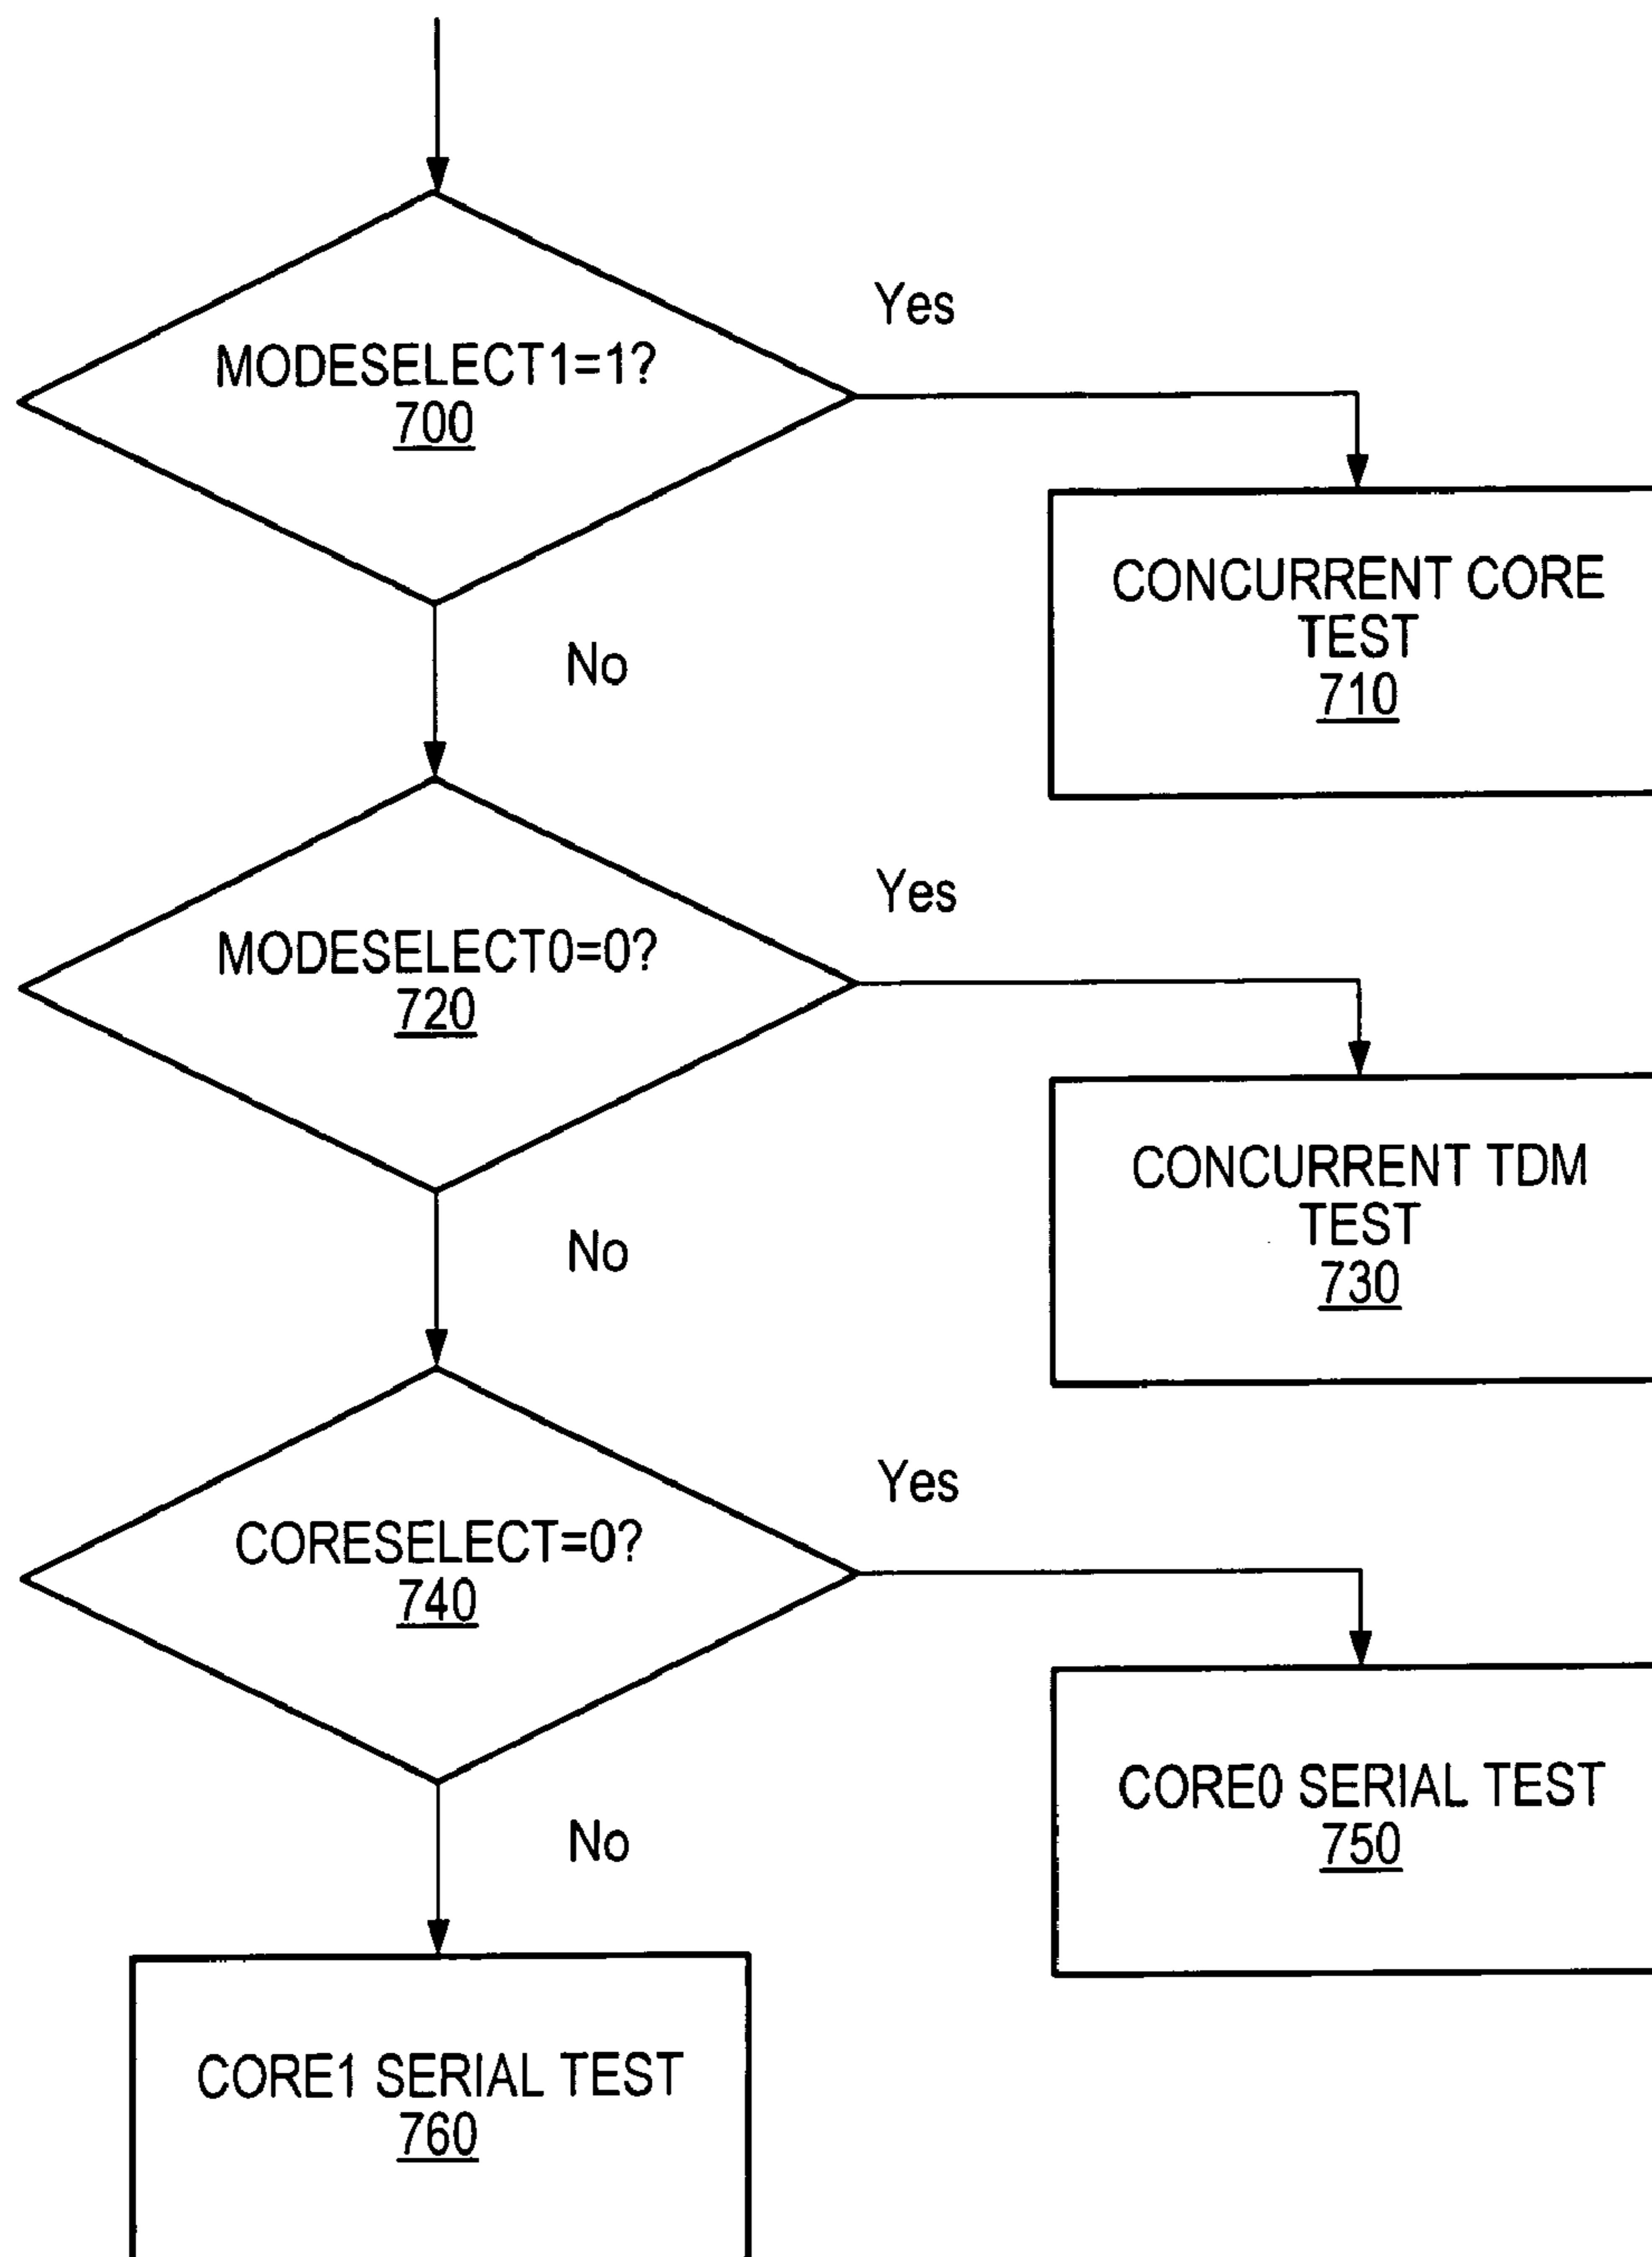 MODESELECT1=1?
700
Yes
CONCURRENT CORE
TEST
710
No
MODESELECT0=0?
720
Yes
CONCURRENT TDM
TEST
730
No
CORESELECT=0?
740
Yes
CORE0 SERIAL TEST
750
No
CORE1 SERIAL TEST
760